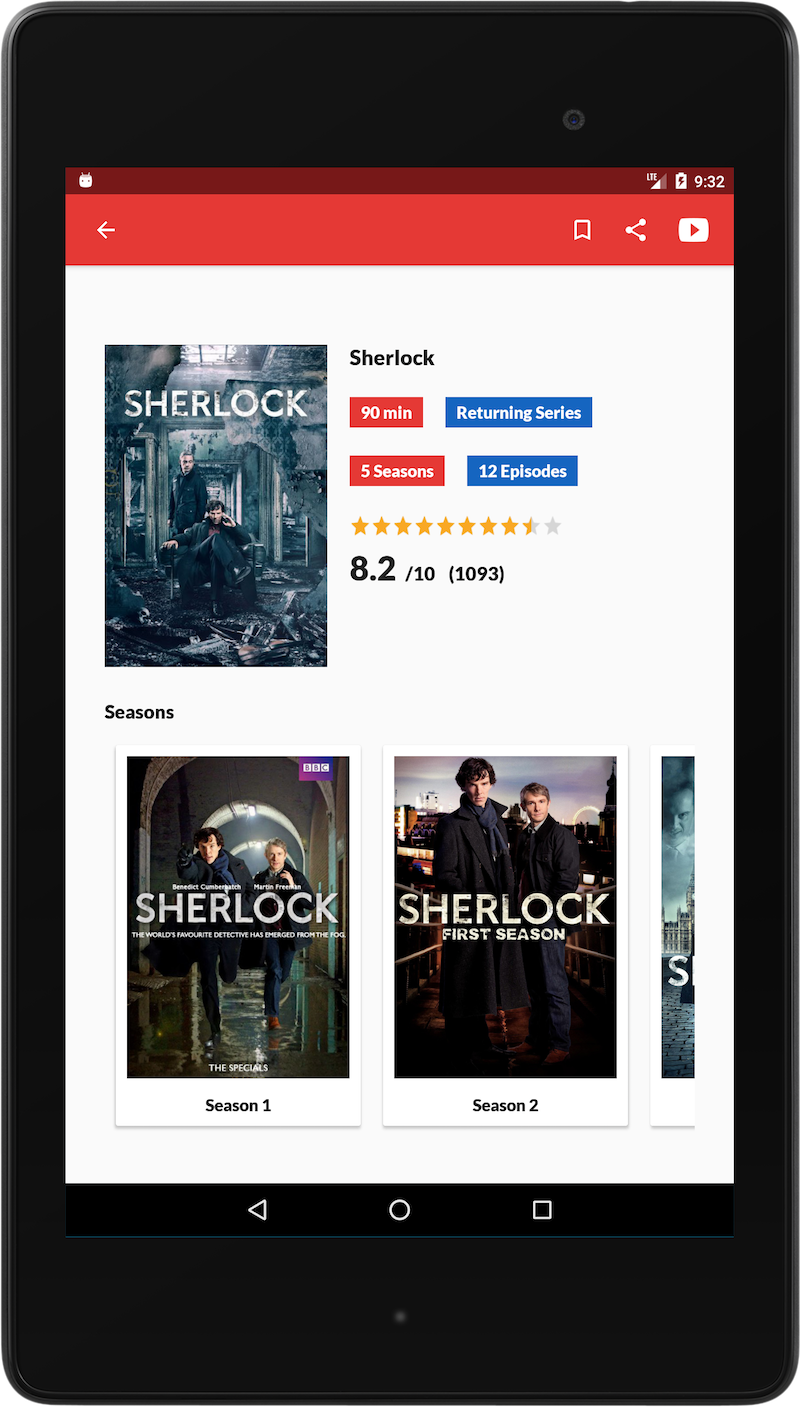 LTE 9:32
SHERLOCK
Sherlock
90 min Returning Series
5 Seasons 12 Episodes
8.2 /10 (1093)
Seasons
BBC
Benedict Cumberbatch Martin Freeman
SHERLOCK
THE WORLD'S FAVOURITE DETECTIVE HAS EMERGED FROM THE FOG.
THE SPECIALS
Season 1
SHERLOCK
FIRST SEASON
Season 2
S